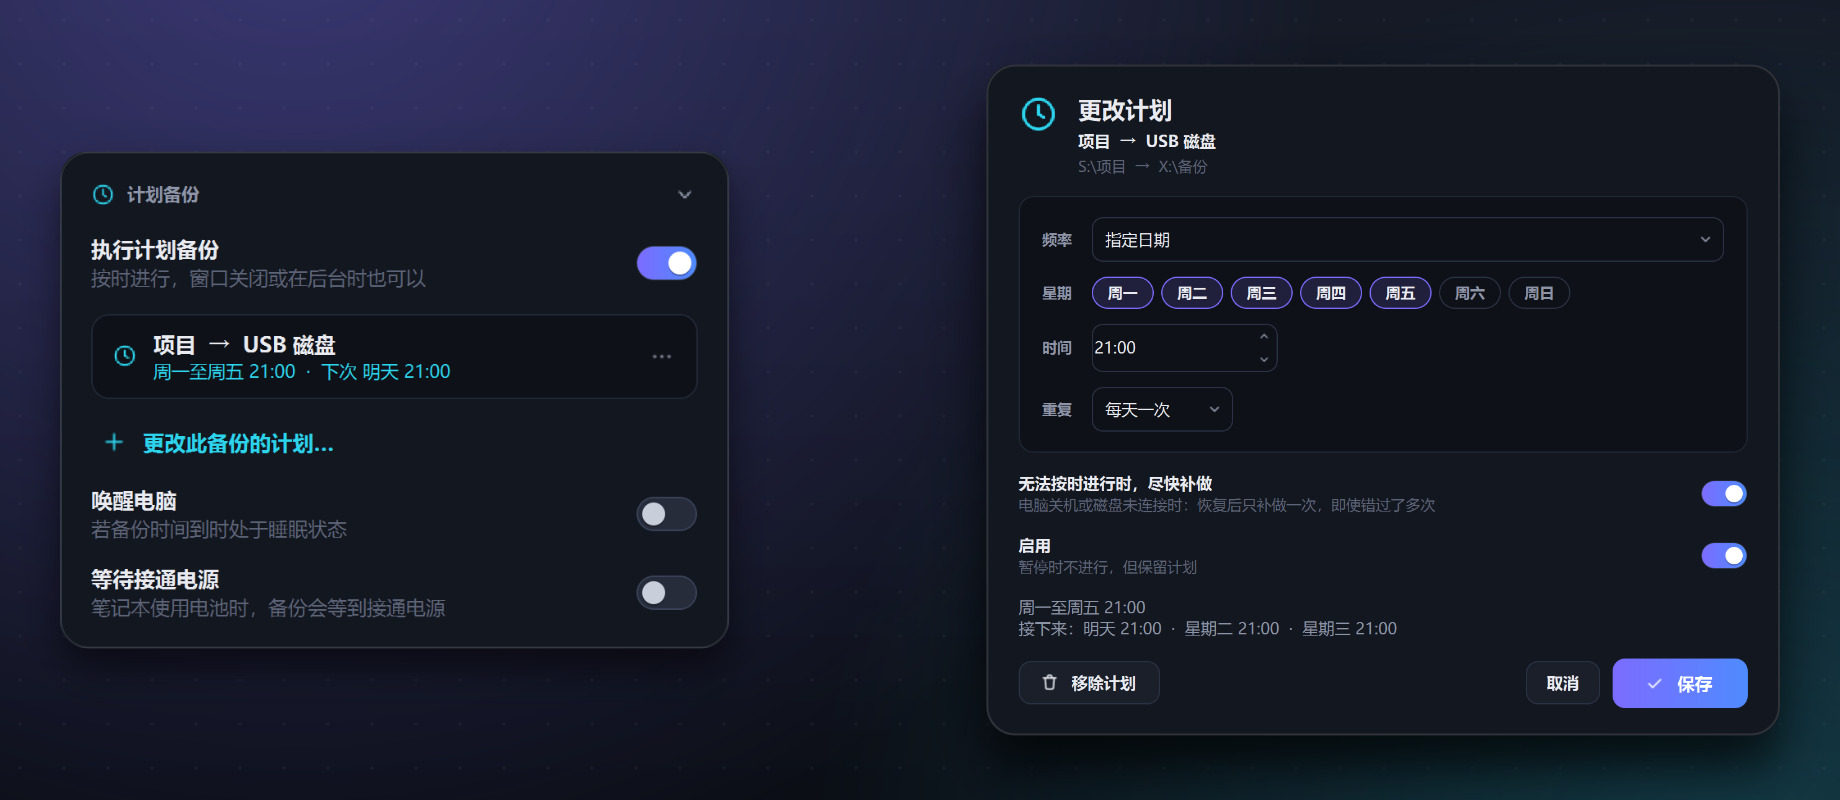 计划备份
执行计划备份
按时进行，窗口关闭或在后台时也可以
项目 → USB 磁盘
周一至周五 21:00 · 下次 明天 21:00
更改此备份的计划...
唤醒电脑
若备份时间到时处于睡眠状态
等待接通电源
笔记本使用电池时，备份会等到接通电源
更改计划
项目 → USB 磁盘
S:\项目 → X:\备份
频率 指定日期
星期 周一 周二 周三 周四 周五 周六 周日
时间 21:00
重复 每天一次
无法按时进行时，尽快补做
电脑关机或磁盘未连接时：恢复后只补做一次，即使错过了多次
启用
暂停时不进行，但保留计划
周一至周五 21:00
接下来：明天 21:00 · 星期二 21:00 · 星期三 21:00
移除计划 取消 保存